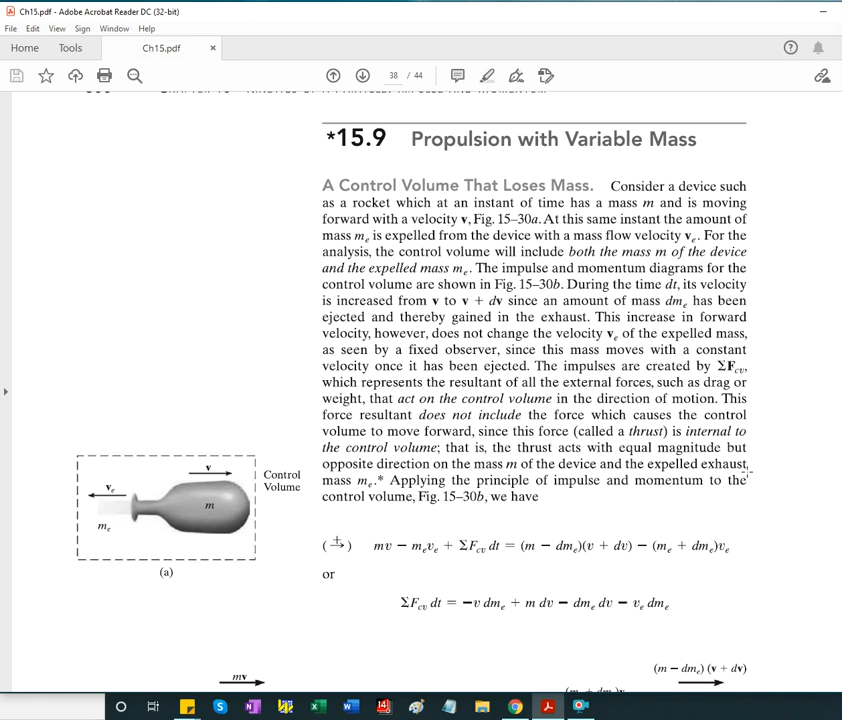 Ch15.pdf - Adobe Acrobat Reader DC (32-bit)
File Edit View Sign Window Help
Home Tools Ch15.pdf ×
38 / 44
*15.9 Propulsion with Variable Mass
A Control Volume That Loses Mass. Consider a device such
as a rocket which at an instant of time has a mass m and is moving
forward with a velocity v, Fig. 15–30a. At this same instant the amount of
mass mₑ is expelled from the device with a mass flow velocity vₑ. For the
analysis, the control volume will include both the mass m of the device
and the expelled mass mₑ. The impulse and momentum diagrams for the
control volume are shown in Fig. 15–30b. During the time dt, its velocity
is increased from v to v + dv since an amount of mass dmₑ has been
ejected and thereby gained in the exhaust. This increase in forward
velocity, however, does not change the velocity vₑ of the expelled mass,
as seen by a fixed observer, since this mass moves with a constant
velocity once it has been ejected. The impulses are created by ΣF_cv,
which represents the resultant of all the external forces, such as drag or
weight, that act on the control volume in the direction of motion. This
force resultant does not include the force which causes the control
volume to move forward, since this force (called a thrust) is internal to
the control volume; that is, the thrust acts with equal magnitude but
opposite direction on the mass m of the device and the expelled exhaust
mass mₑ.* Applying the principle of impulse and momentum to the
control volume, Fig. 15–30b, we have
v
vₑ
m
mₑ
Control
Volume
(a)
(⁺→) mv − mₑvₑ + ΣF_cv dt = (m − dmₑ)(v + dv) − (mₑ + dmₑ)vₑ
or
ΣF_cv dt = −v dmₑ + m dv − dmₑ dv − vₑ dmₑ
(m − dmₑ) (v + dv)
mv
14